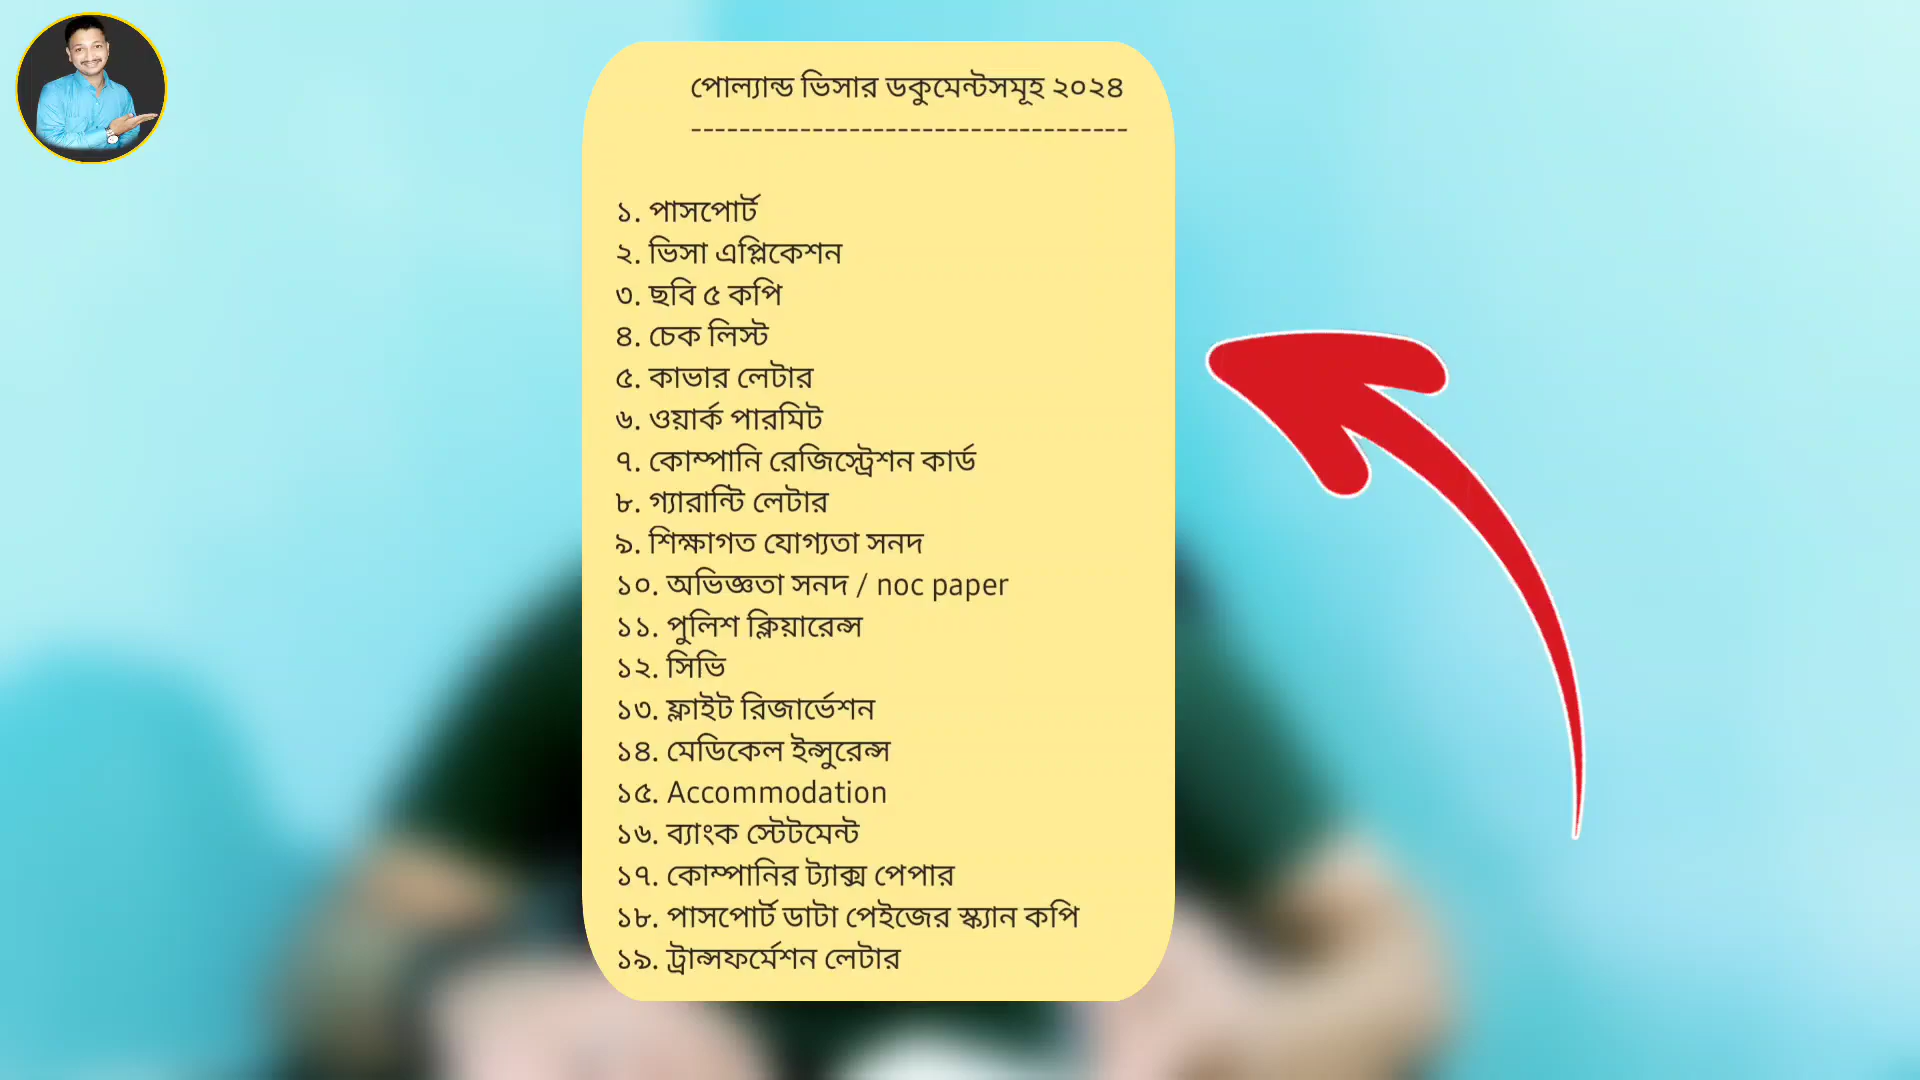 পোল্যান্ড ভিসার ডকুমেন্টসমূহ ২০২৪
------------------------------------
১. পাসপোর্ট
২. ভিসা এপ্লিকেশন
৩. ছবি ৫ কপি
৪. চেক লিস্ট
৫. কাভার লেটার
৬. ওয়ার্ক পারমিট
৭. কোম্পানি রেজিস্ট্রেশন কার্ড
৮. গ্যারান্টি লেটার
৯. শিক্ষাগত যোগ্যতা সনদ
১০. অভিজ্ঞতা সনদ / noc paper
১১. পুলিশ ক্লিয়ারেন্স
১২. সিভি
১৩. ফ্লাইট রিজার্ভেশন
১৪. মেডিকেল ইন্সুরেন্স
১৫. Accommodation
১৬. ব্যাংক স্টেটমেন্ট
১৭. কোম্পানির ট্যাক্স পেপার
১৮. পাসপোর্ট ডাটা পেইজের স্ক্যান কপি
১৯. ট্রান্সফর্মেশন লেটার